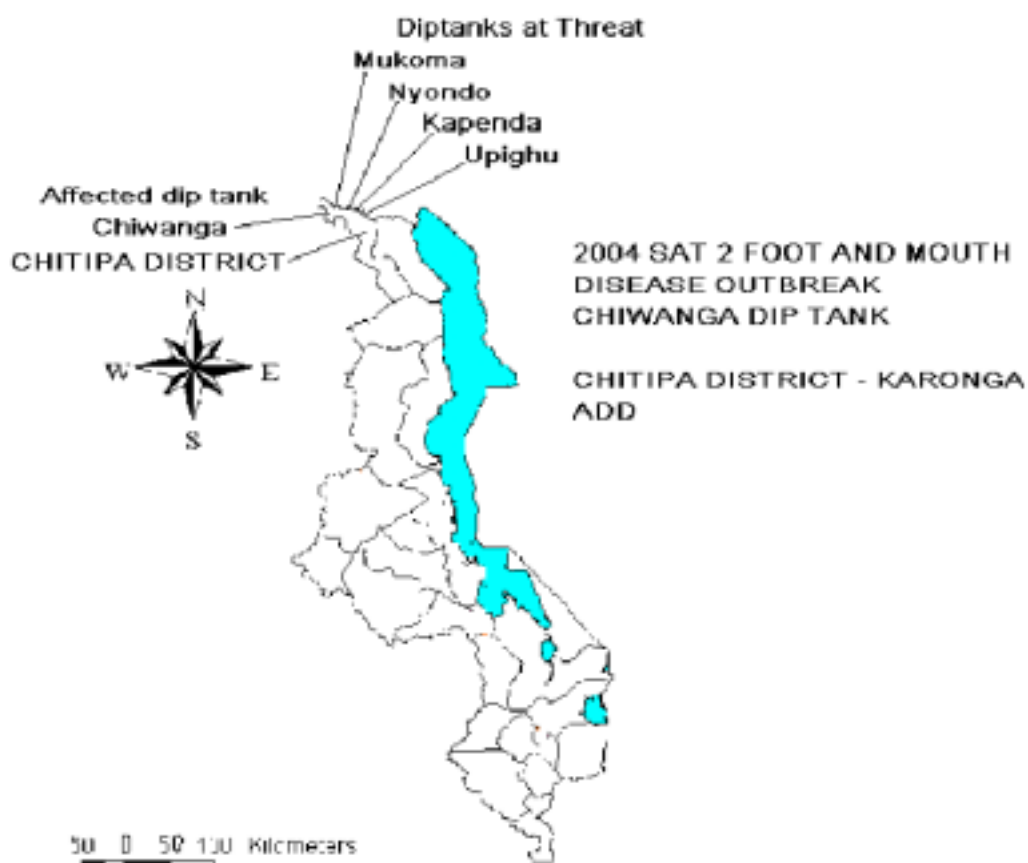 Diptanks at Threat
Mukoma
Nyondo
Kapenda
Upighu
Affected dip tank
Chiwanga
CHITIPA DISTRICT
2004 SAT 2 FOOT AND MOUTH
DISEASE OUTBREAK
CHIWANGA DIP TANK
CHITIPA DISTRICT - KARONGA
ADD
N
W E
S
50 0 50 100 Kilometers